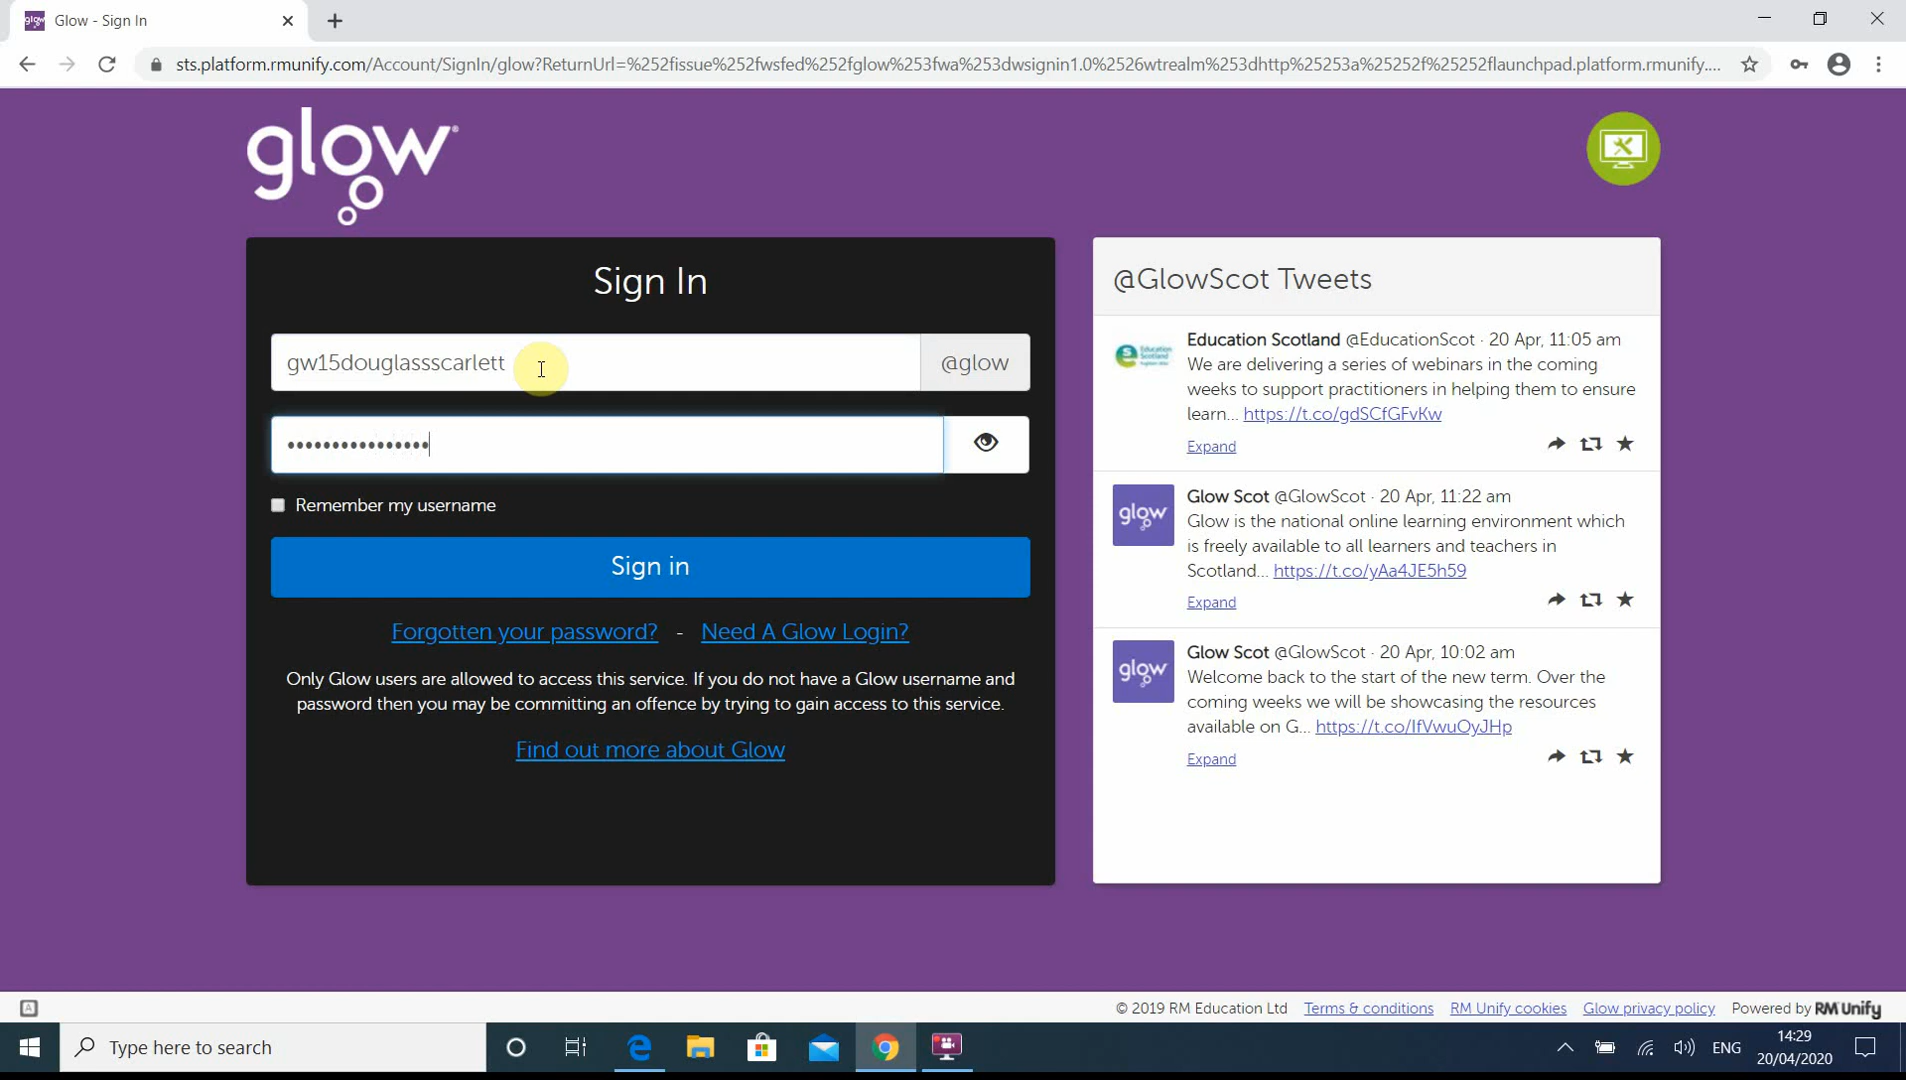 glow Glow - Sign In
sts.platform.rmunify.com/Account/SignIn/glow?ReturnUrl=%252fissue%252fwsfed%252fglow%253fwa%253dwsignin1.0%2526wtrealm%253dhttp%25253a%25252f%25252flaunchpad.platform.rmunify....
glow
Sign In
gw15douglassscarlett @glow
••••••••••••••••
Remember my username
Sign in
Forgotten your password? - Need A Glow Login?
Only Glow users are allowed to access this service. If you do not have a Glow username and
password then you may be committing an offence by trying to gain access to this service.
Find out more about Glow
@GlowScot Tweets
Education Scotland
Education Scotland @EducationScot · 20 Apr, 11:05 am
We are delivering a series of webinars in the coming
weeks to support practitioners in helping them to ensure
learn... https://t.co/gdSCfGFvKw
Expand
glow
Glow Scot @GlowScot · 20 Apr, 11:22 am
Glow is the national online learning environment which
is freely available to all learners and teachers in
Scotland... https://t.co/yAa4JE5h59
Expand
glow
Glow Scot @GlowScot · 20 Apr, 10:02 am
Welcome back to the start of the new term. Over the
coming weeks we will be showcasing the resources
available on G... https://t.co/IfVwuOyJHp
Expand
A
© 2019 RM Education Ltd Terms & conditions RM Unify cookies Glow privacy policy Powered by RM Unify
Type here to search
ENG
14:29
20/04/2020